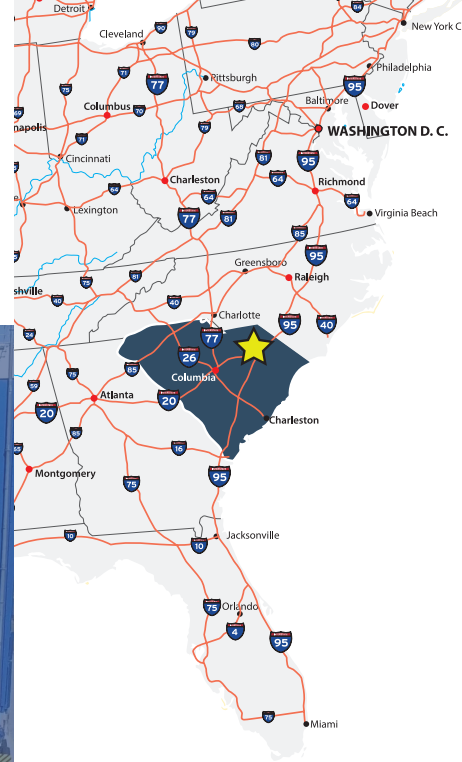 Detroit
84
New York C
Cleveland
90
79
80
75
71
77
Pittsburgh
Philadelphia
95
Columbus
70
68
Baltimore
Dover
69
napolis
71
79
WASHINGTON D. C.
Cincinnati
81
95
64
Charleston
64
64
Richmond
Lexington
77
81
64
Virginia Beach
85
95
Greensboro
81
75
Raleigh
shville
40
40
Charlotte
95
40
24
77
26
75
85
Columbia
59
Atlanta
20
20
Charleston
85
65
16
Montgomery
95
75
10
10
Jacksonville
75
Orlando
4
95
75
Miami